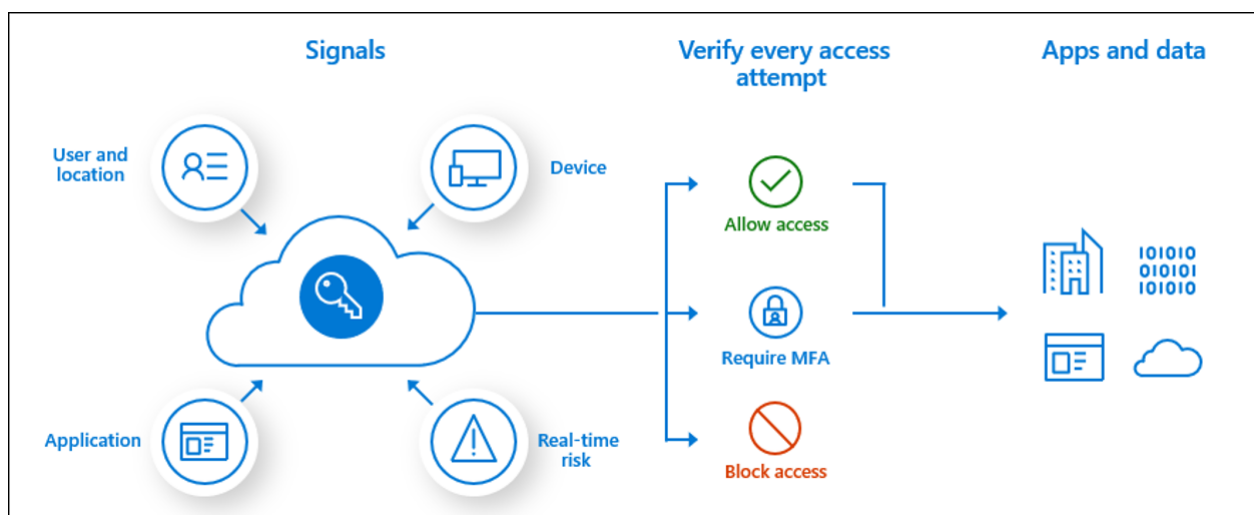 Signals
Verify every access
attempt
Apps and data
User and
location
Device
Allow access
101010
010101
101010
Require MFA
Application
Real-time
risk
Block access